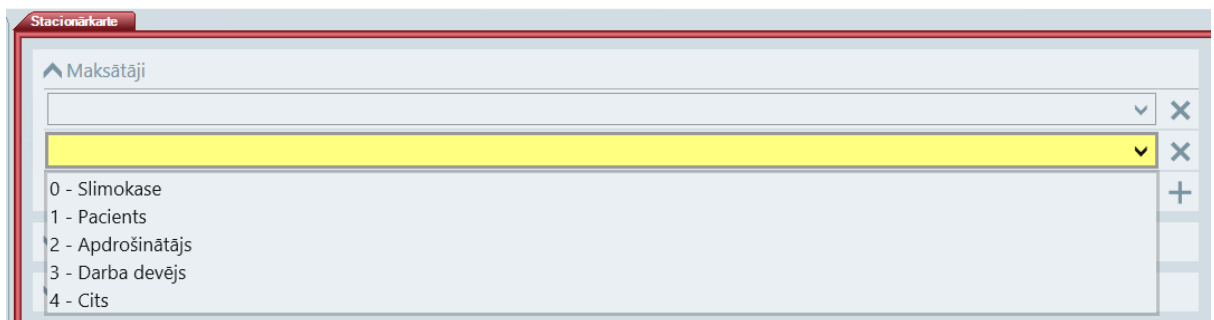 Stacionārkarte
Maksātāji
0 - Slimokase
1 - Pacients
2 - Apdrošinātājs
3 - Darba devējs
4 - Cits